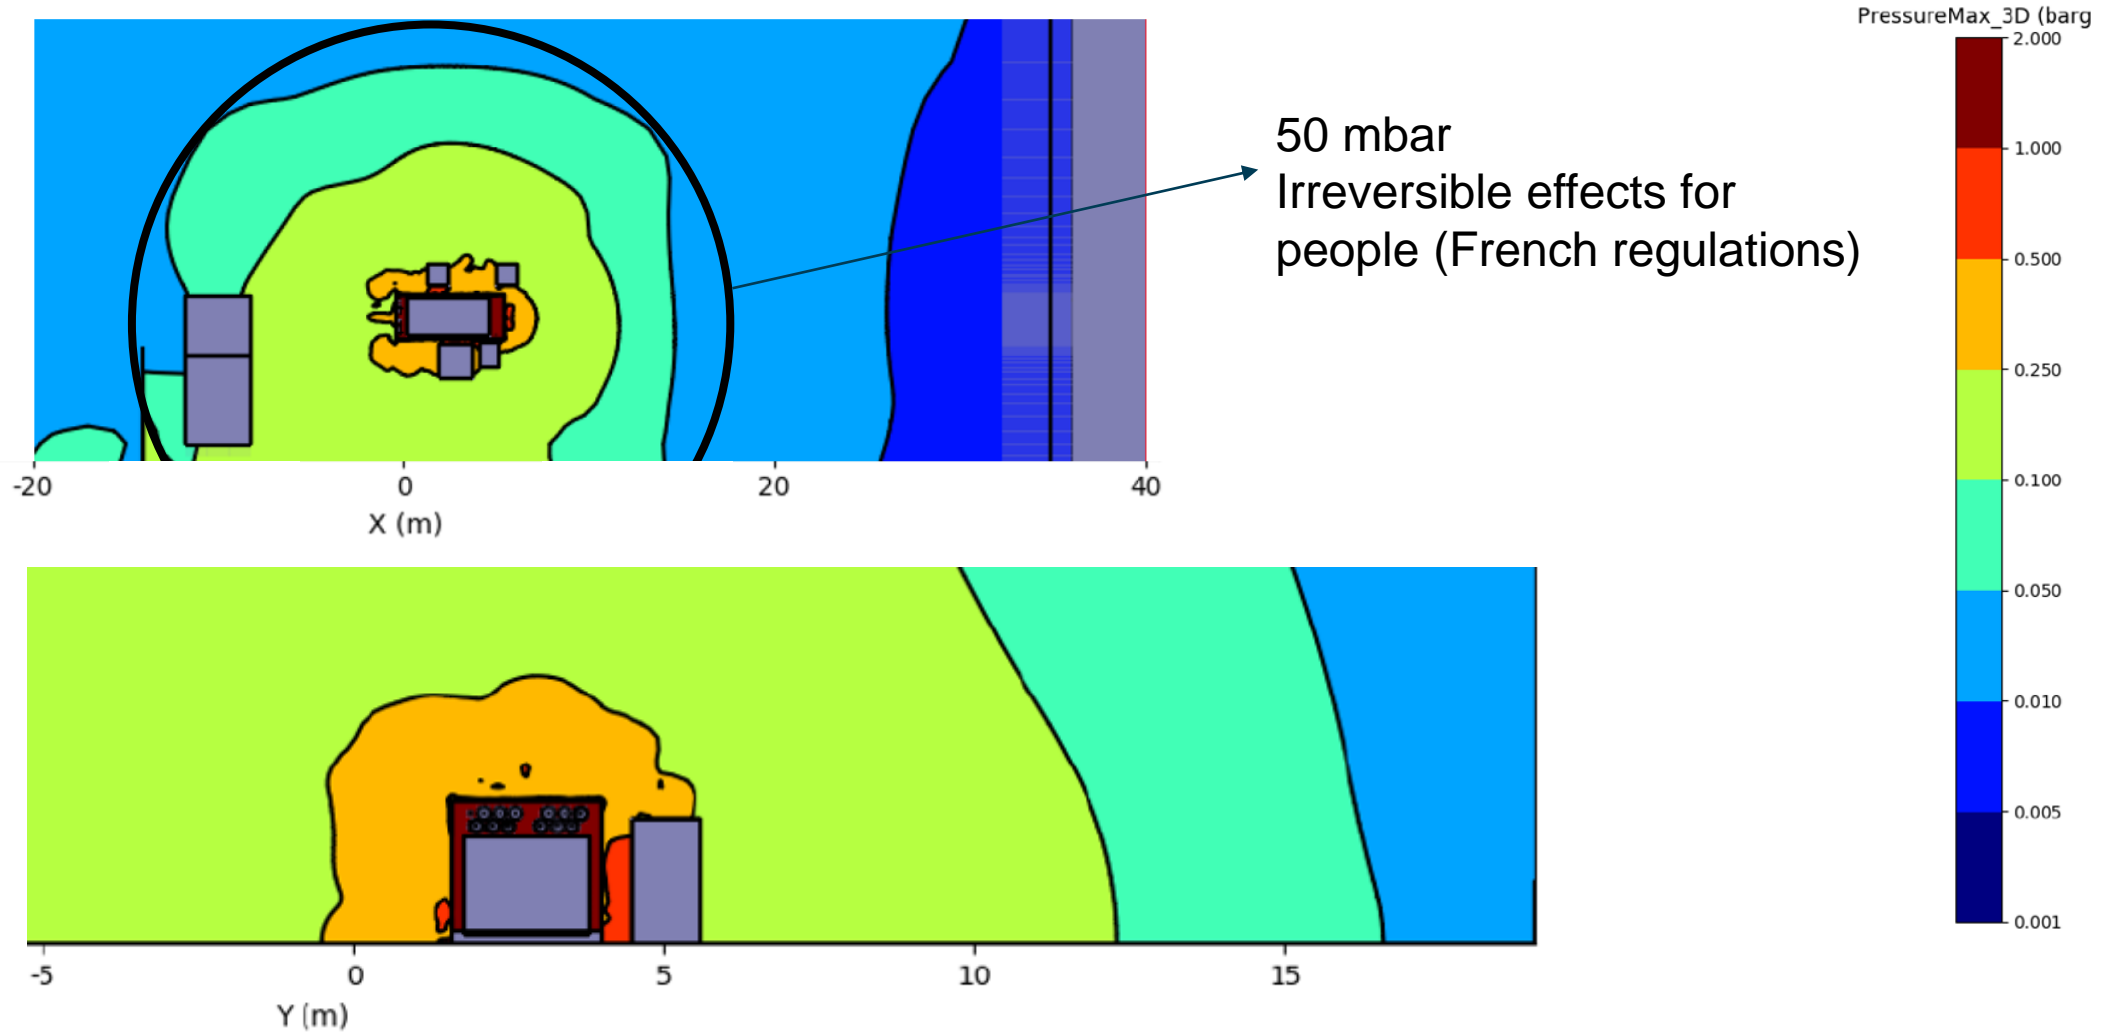 PressureMax_3D (barg
2.000
1.000
0.500
0.250
0.100
0.050
0.010
0.005
0.001
50 mbar
Irreversible effects for
people (French regulations)
-20 0 20 40
X (m)
-5 0 5 10 15
Y (m)